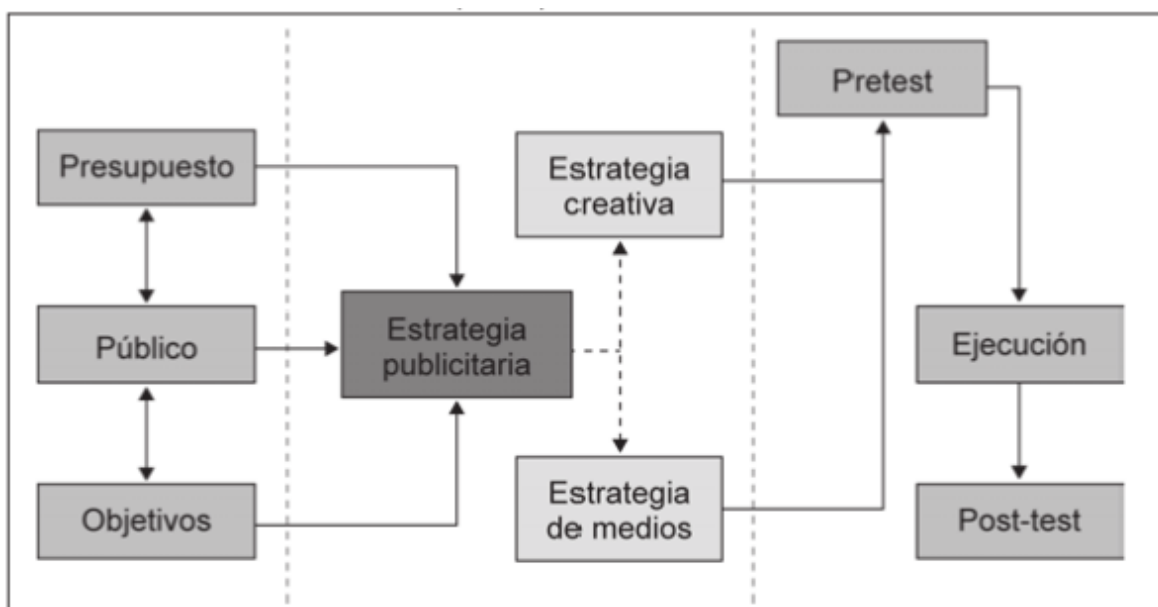 Presupuesto
Público
Objetivos
Estrategia
publicitaria
Estrategia
creativa
Estrategia
de medios
Pretest
Ejecución
Post-test